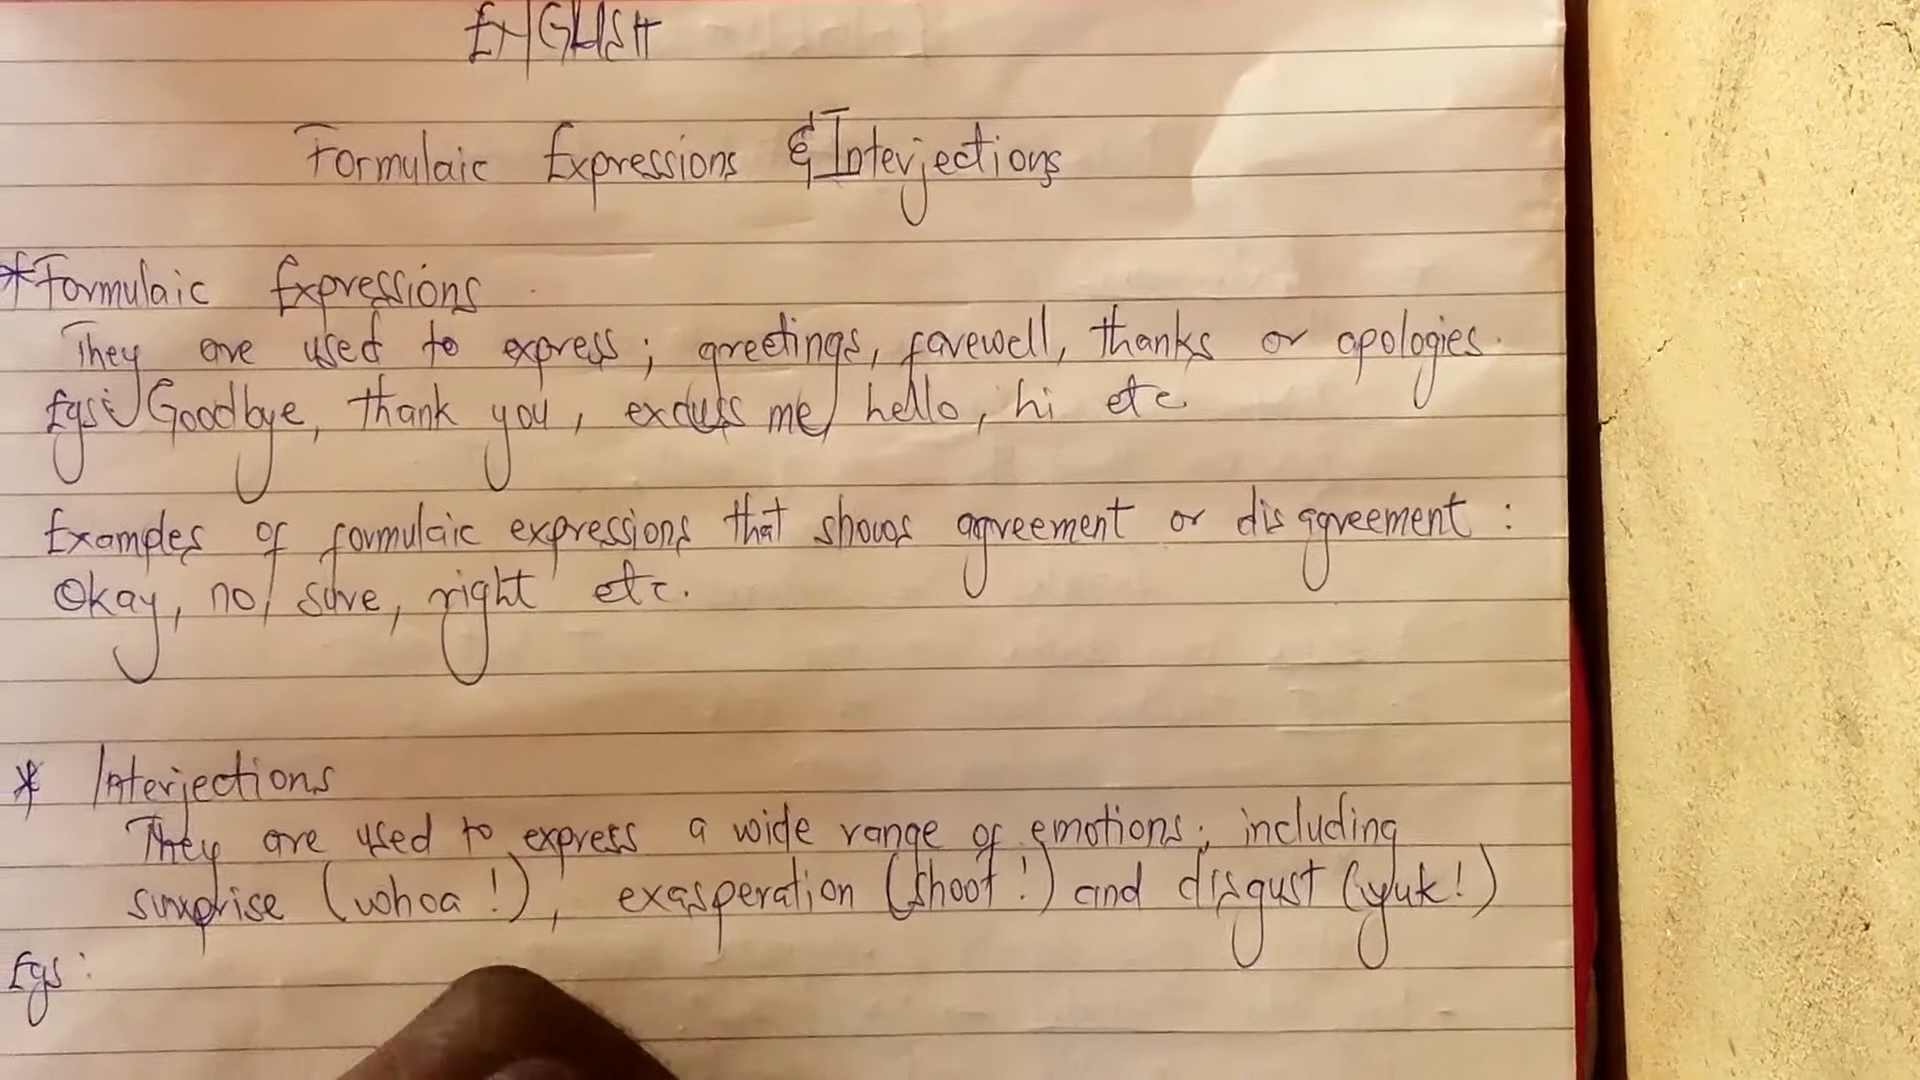 ENGLISH
Formulaic Expressions & Interjections
*Formulaic Expressions
They are used to express; greetings, farewell, thanks or apologies.
Egs: Goodbye, thank you, excuse me, hello, hi etc
Examples of formulaic expressions that shows agreement or disagreement :
Okay, no, sure, right etc.
* Interjections
They are used to express a wide range of emotions; including
surprise (whoa!), exasperation (shoot!) and disgust (yuk!)
Egs: